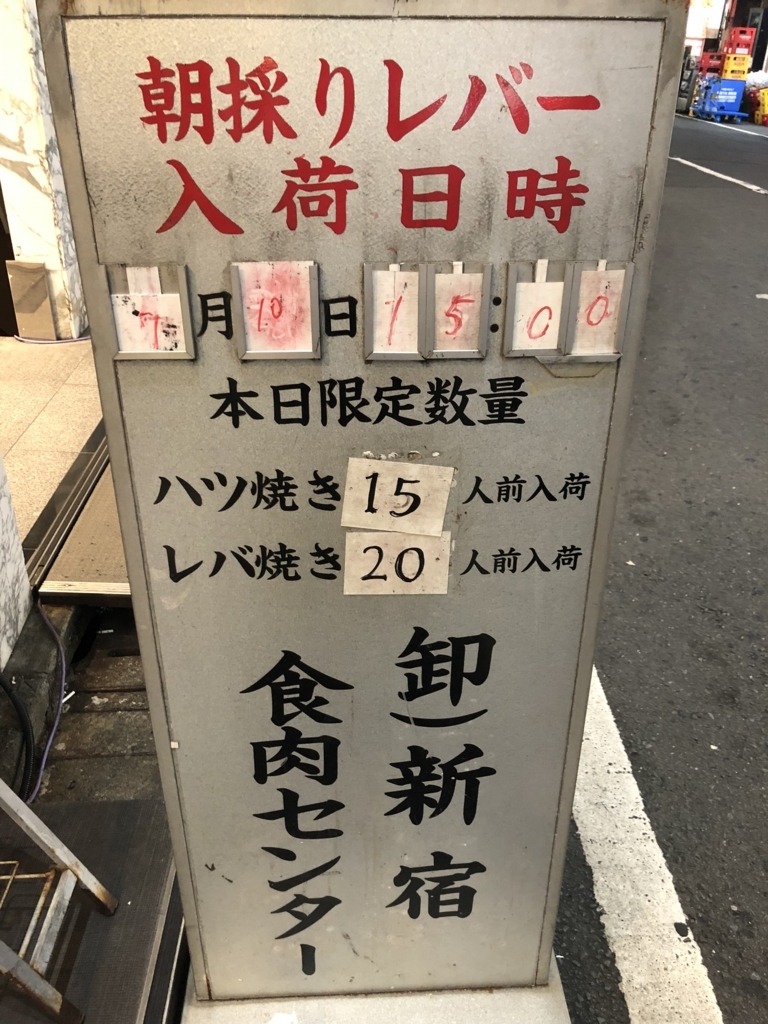 朝採りレバー
入荷日時
7月10日15:00
本日限定数量
ハツ焼き15人前入荷
レバ焼き20人前入荷
卸)新宿
食肉センター